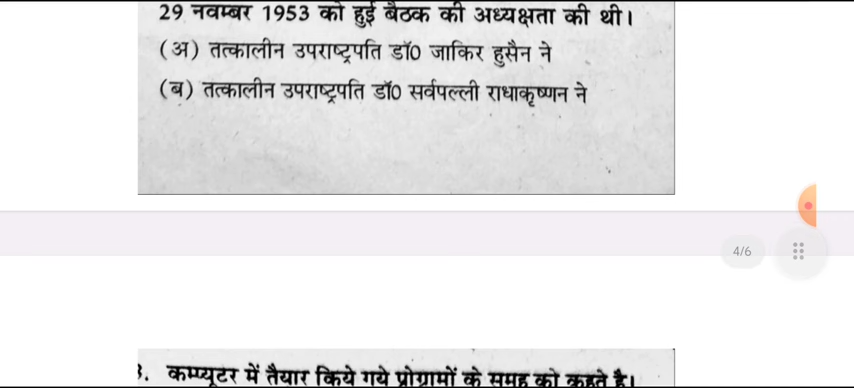 29 नवम्बर 1953 को हुई बैठक की अध्यक्षता की थी।
(अ) तत्कालीन उपराष्ट्रपति डॉ0 जाकिर हुसैन ने
(ब) तत्कालीन उपराष्ट्रपति डॉ0 सर्वपल्ली राधाकृष्णन ने
4/6
3. कम्प्यूटर में तैयार किये गये प्रोग्रामों के समूह को कहते है।